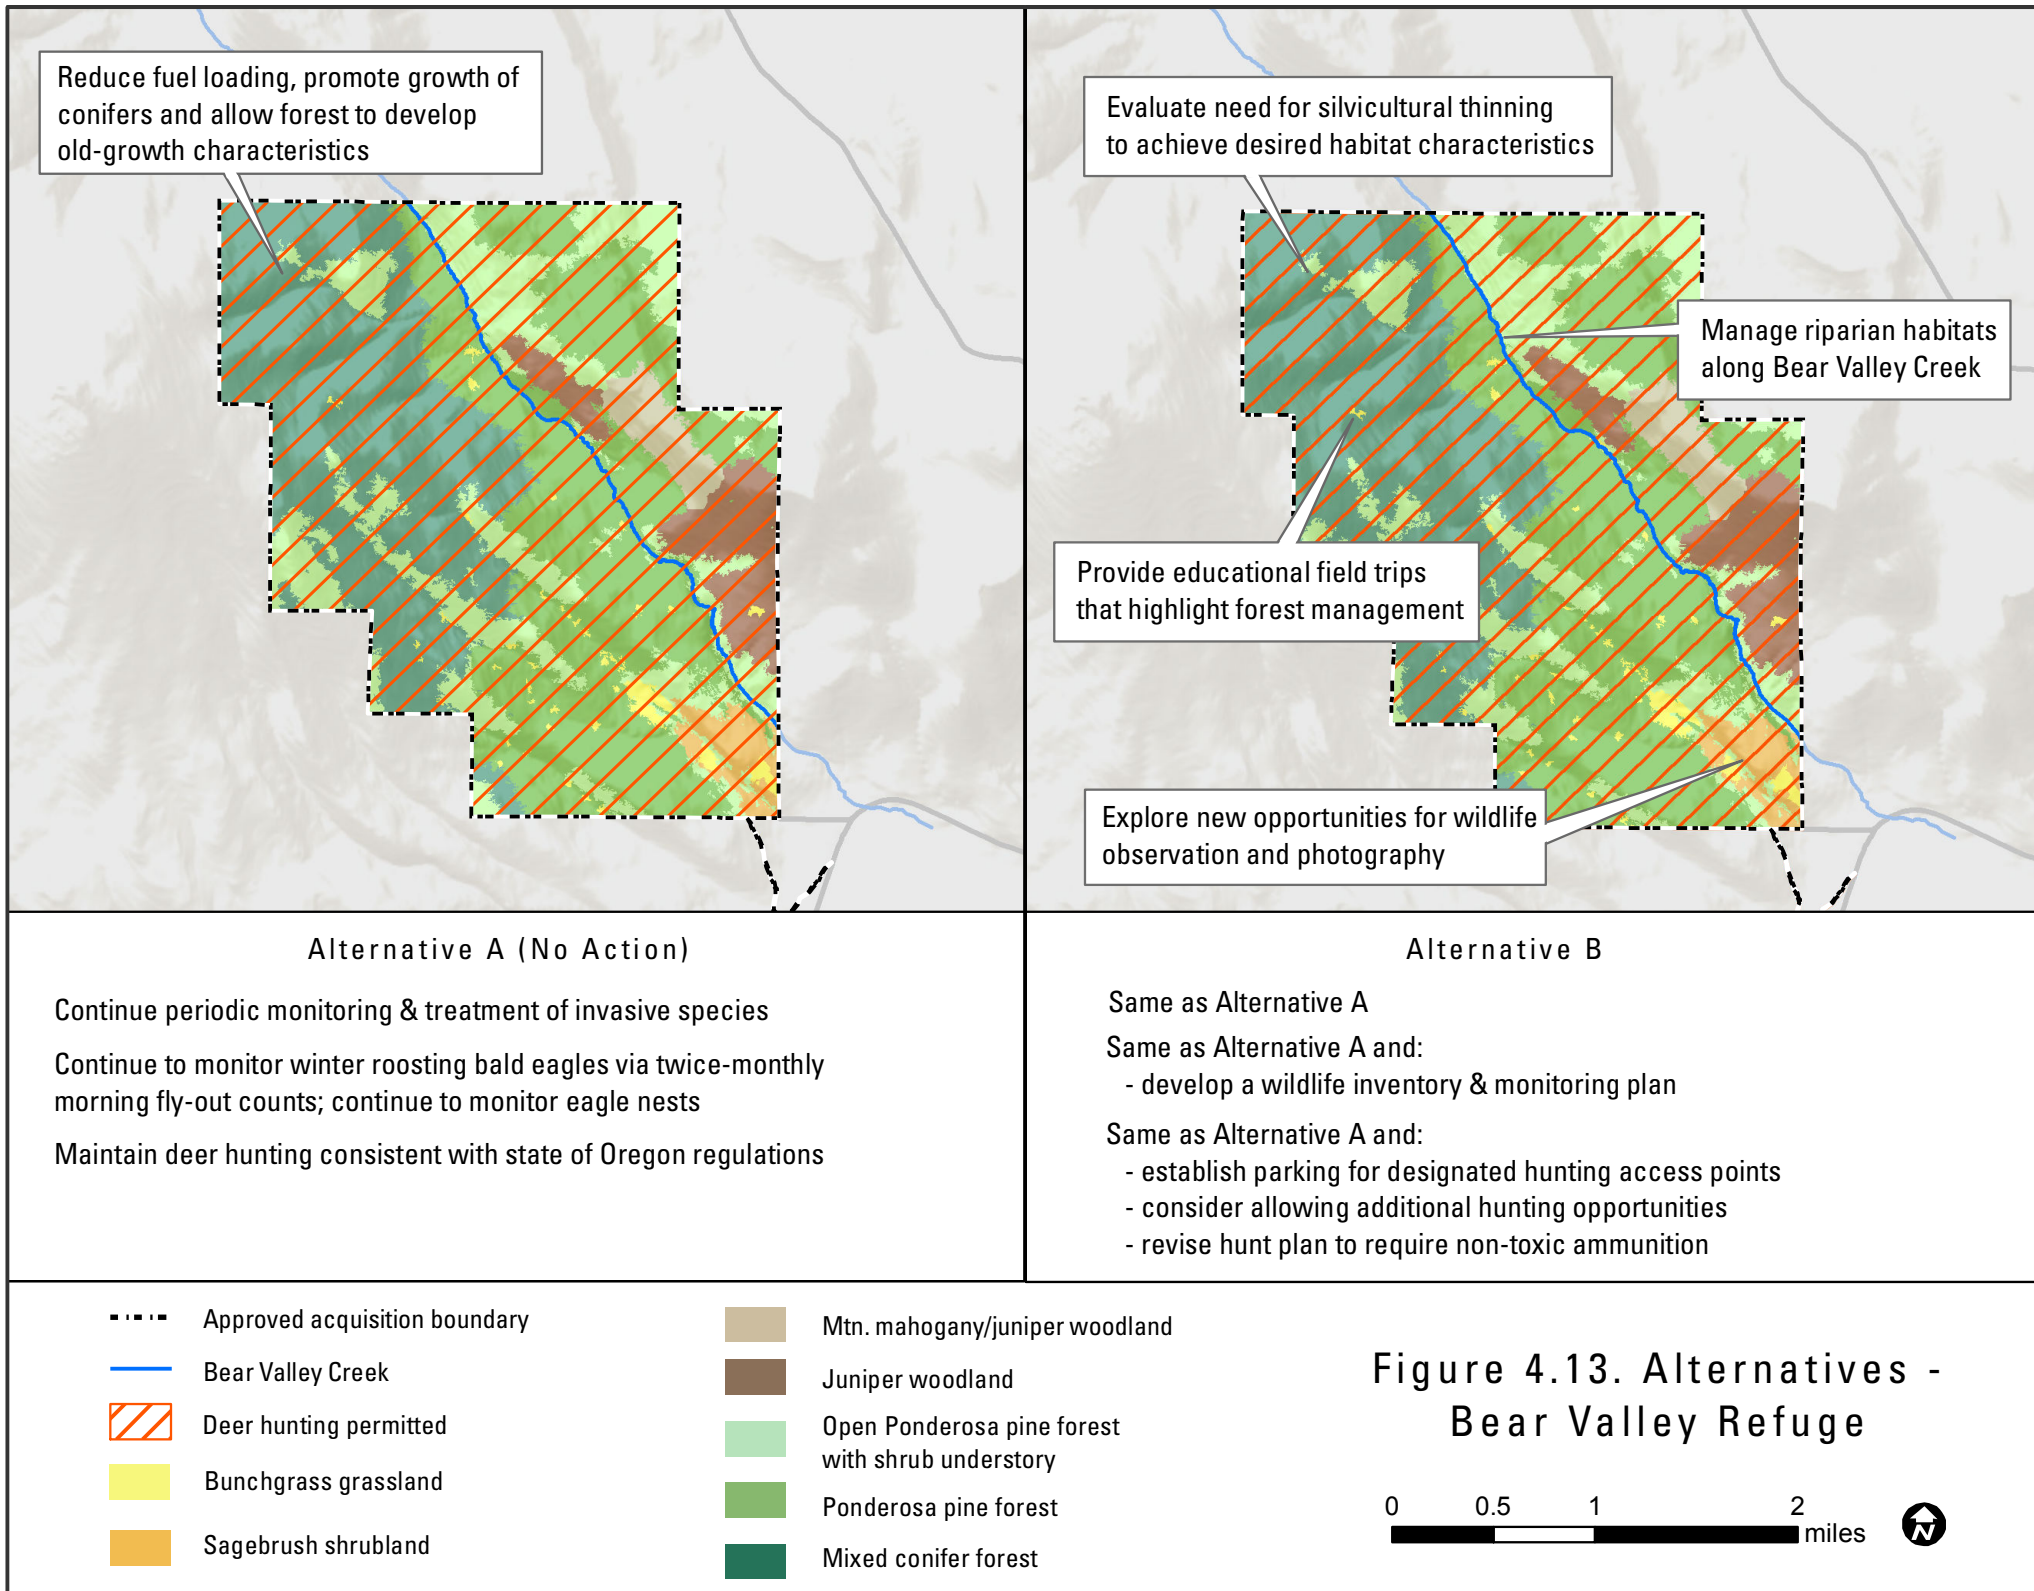 Reduce fuel loading, promote growth of
conifers and allow forest to develop
old-growth characteristics
Evaluate need for silvicultural thinning
to achieve desired habitat characteristics
Manage riparian habitats
along Bear Valley Creek
Provide educational field trips
that highlight forest management
Explore new opportunities for wildlife
observation and photography
Alternative A (No Action)
Continue periodic monitoring & treatment of invasive species
Continue to monitor winter roosting bald eagles via twice-monthly
morning fly-out counts; continue to monitor eagle nests
Maintain deer hunting consistent with state of Oregon regulations
Alternative B
Same as Alternative A
Same as Alternative A and:
- develop a wildlife inventory & monitoring plan
Same as Alternative A and:
- establish parking for designated hunting access points
- consider allowing additional hunting opportunities
- revise hunt plan to require non-toxic ammunition
Approved acquisition boundary
Bear Valley Creek
Deer hunting permitted
Bunchgrass grassland
Sagebrush shrubland
Mtn. mahogany/juniper woodland
Juniper woodland
Open Ponderosa pine forest
with shrub understory
Ponderosa pine forest
Mixed conifer forest
Figure 4.13. Alternatives -
Bear Valley Refuge
0 0.5 1 2
miles
N